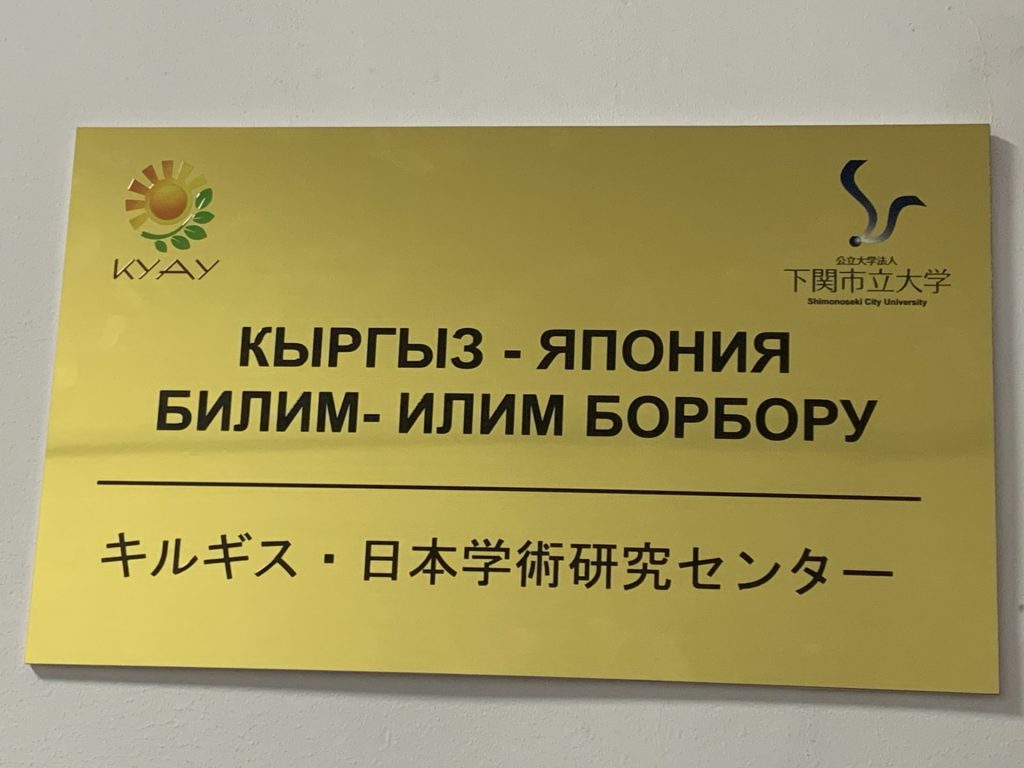 KYAY
公立大学法人
下関市立大学
Shimonoseki City University
КЫРГЫЗ - ЯПОНИЯ
БИЛИМ- ИЛИМ БОРБОРУ
キルギス・日本学術研究センター